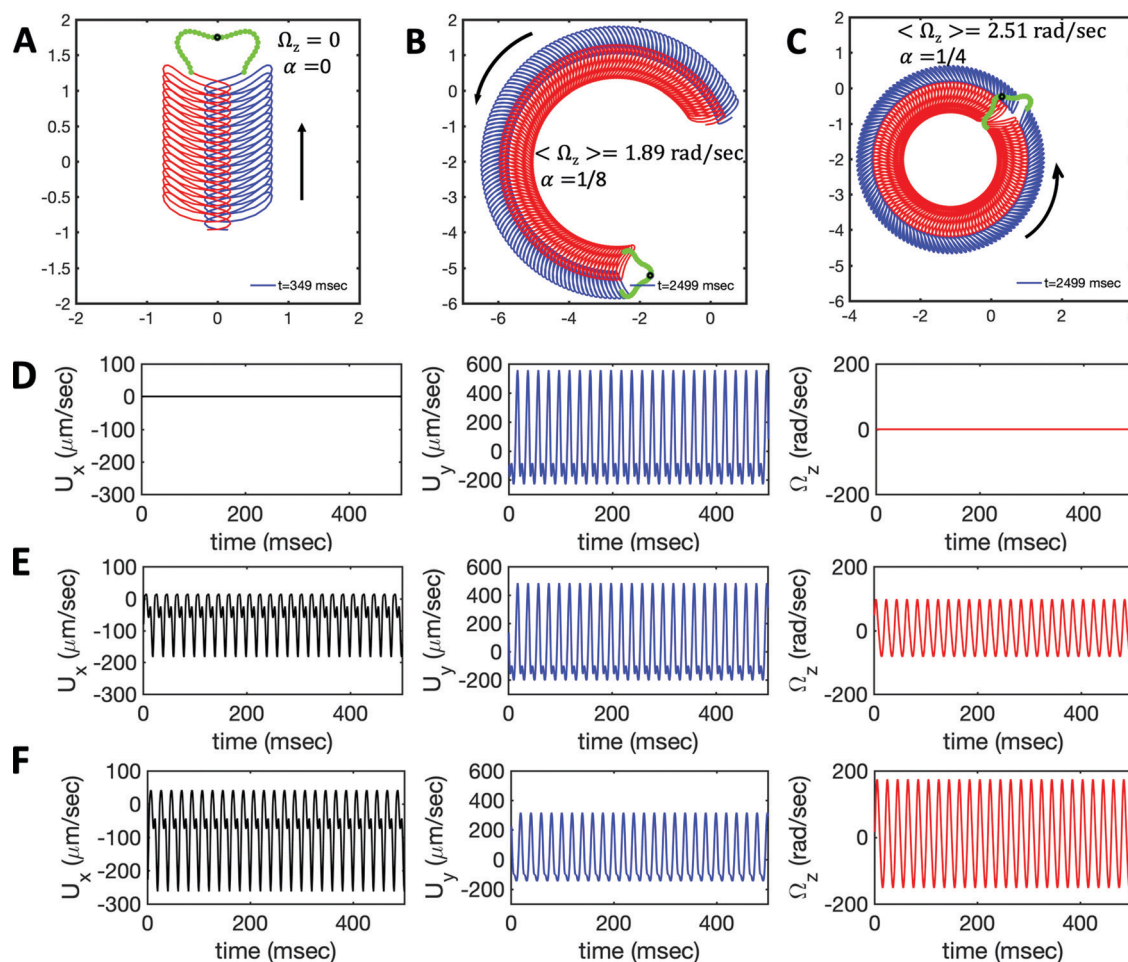 A
2
1.5
1
0.5
0
-0.5
-1
-1.5
-2
-2 -1 0 1 2
Ω_z = 0
α =0
t=349 msec
B
2
1
0
-1
-2
-3
-4
-5
-6
-6 -4 -2 0
< Ω_z >= 1.89 rad/sec
α =1/8
t=2499 msec
C
2
1
0
-1
-2
-3
-4
-5
-6
-4 -2 0 2
< Ω_z >= 2.51 rad/sec
α =1/4
t=2499 msec
D
100
0
-100
-200
-300
U_x (μm/sec)
0 200 400
time (msec)
600
400
200
0
-200
U_y (μm/sec)
0 200 400
time (msec)
200
0
-200
Ω_z (rad/sec)
0 200 400
time (msec)
E
100
0
-100
-200
-300
U_x (μm/sec)
0 200 400
time (msec)
600
400
200
0
-200
U_y (μm/sec)
0 200 400
time (msec)
200
0
-200
Ω_z (rad/sec)
0 200 400
time (msec)
F
100
0
-100
-200
-300
U_x (μm/sec)
0 200 400
time (msec)
600
400
200
0
-200
U_y (μm/sec)
0 200 400
time (msec)
200
0
-200
Ω_z (rad/sec)
0 200 400
time (msec)